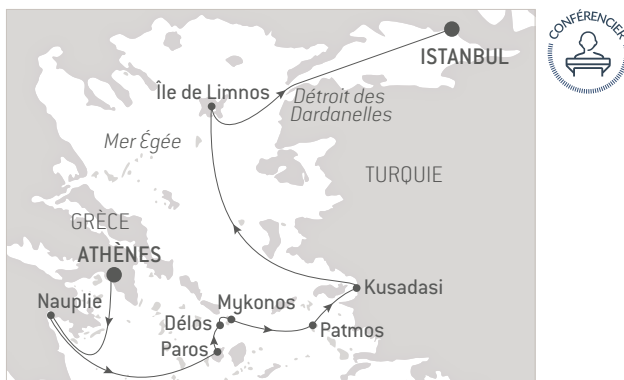 CONFÉRENCIER
ISTANBUL
Île de Limnos
Détroit des
Dardanelles
Mer Égée
TURQUIE
GRÈCE
ATHÈNES
Nauplie
Mykonos
Kusadasi
Délos
Patmos
Paros